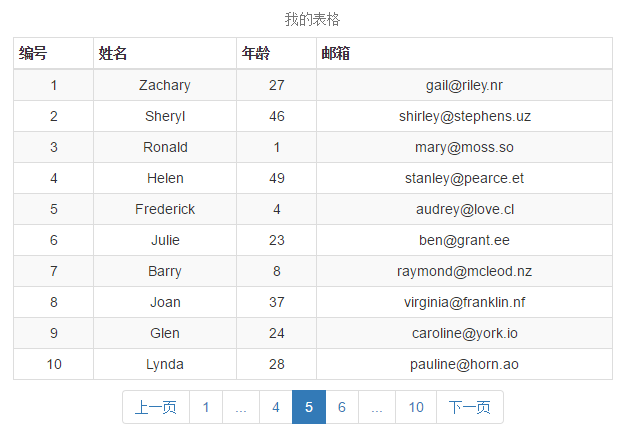 我的表格
编号 姓名 年龄 邮箱
1 Zachary 27 gail@riley.nr
2 Sheryl 46 shirley@stephens.uz
3 Ronald 1 mary@moss.so
4 Helen 49 stanley@pearce.et
5 Frederick 4 audrey@love.cl
6 Julie 23 ben@grant.ee
7 Barry 8 raymond@mcleod.nz
8 Joan 37 virginia@franklin.nf
9 Glen 24 caroline@york.io
10 Lynda 28 pauline@horn.ao
上一页 1 ... 4 5 6 ... 10 下一页